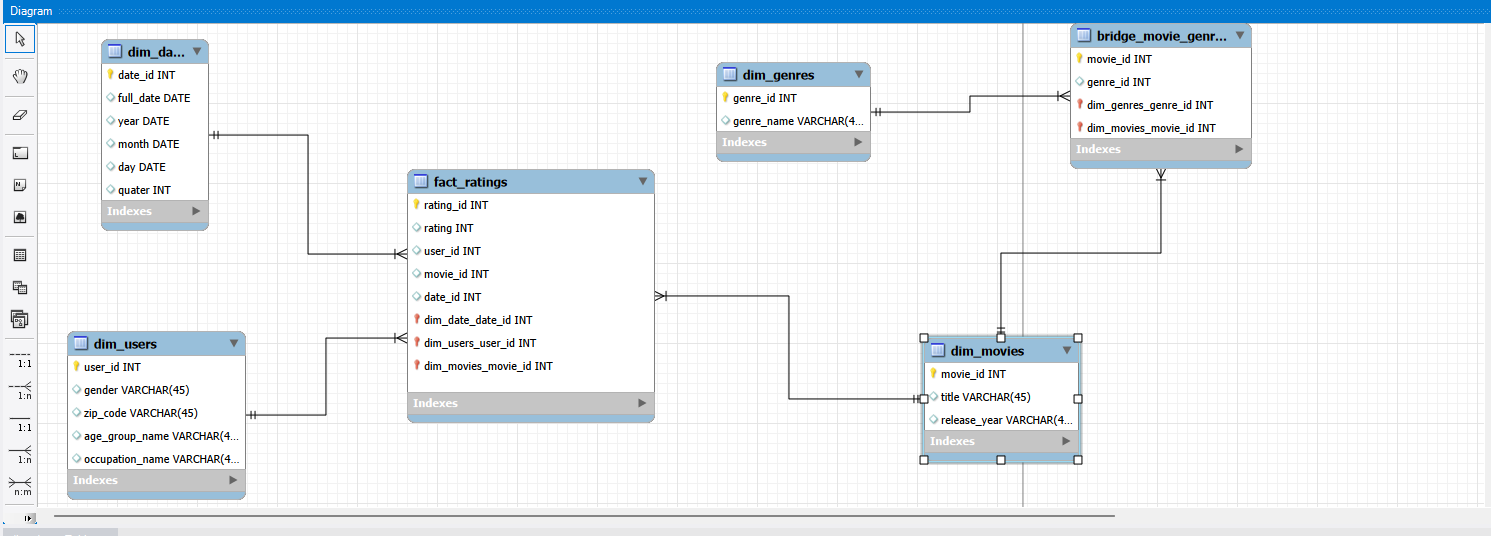 Diagram
dim_da...
date_id INT
full_date DATE
year DATE
month DATE
day DATE
quater INT
Indexes
dim_genres
genre_id INT
genre_name VARCHAR(4...
Indexes
bridge_movie_genr...
movie_id INT
genre_id INT
dim_genres_genre_id INT
dim_movies_movie_id INT
Indexes
fact_ratings
rating_id INT
rating INT
user_id INT
movie_id INT
date_id INT
dim_date_date_id INT
dim_users_user_id INT
dim_movies_movie_id INT
Indexes
dim_users
user_id INT
gender VARCHAR(45)
zip_code VARCHAR(45)
age_group_name VARCHAR(4...
occupation_name VARCHAR(4...
Indexes
dim_movies
movie_id INT
title VARCHAR(45)
release_year VARCHAR(4...
Indexes
1:1
1:n
1:1
1:n
n:m